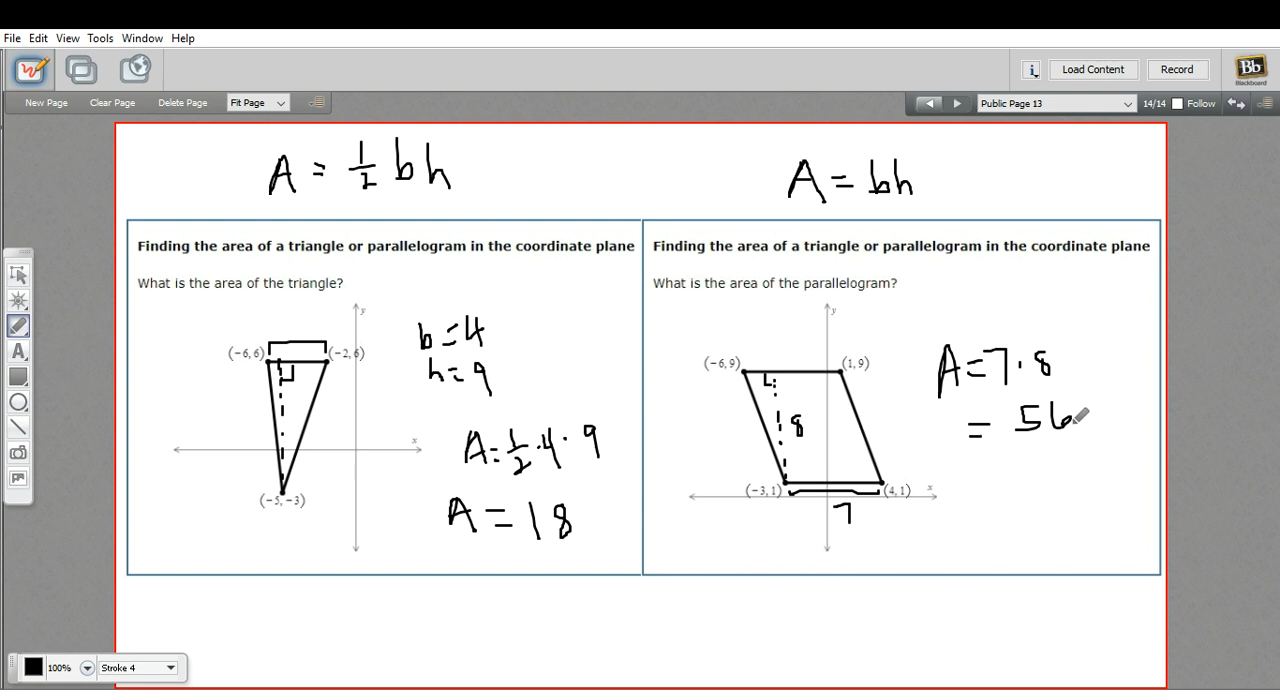 File Edit View Tools Window Help
i Load Content Record Bb
Blackboard
New Page Clear Page Delete Page Fit Page Public Page 13 14/14 Follow
A = 1/2 bh
A = bh
Finding the area of a triangle or parallelogram in the coordinate plane
What is the area of the triangle?
y
(−6, 6) (−2, 6)
x
(−5, −3)
b = 4
h = 9
A = 1/2 · 4 · 9
A = 18
Finding the area of a triangle or parallelogram in the coordinate plane
What is the area of the parallelogram?
y
(−6, 9) (1, 9)
8
(−3, 1) (4, 1) x
7
A = 7 · 8
= 56
A
100% Stroke 4